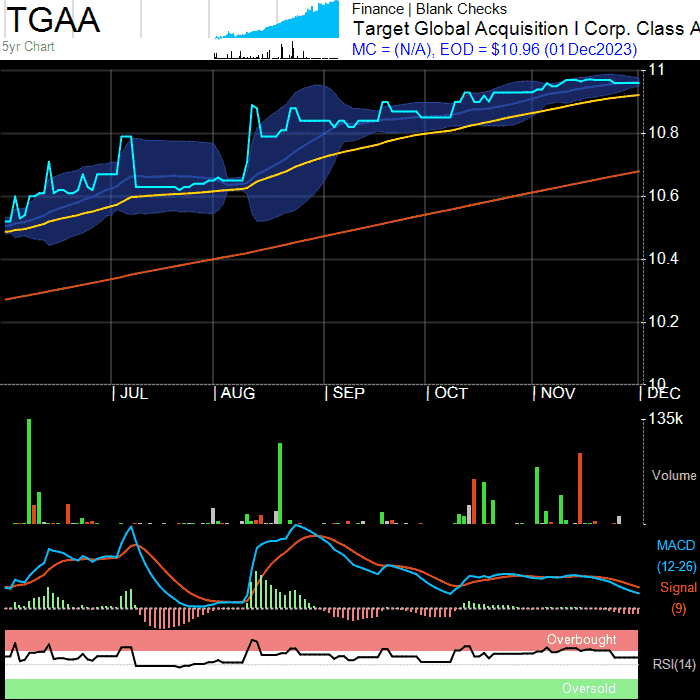 TGAA
5yr Chart
Finance | Blank Checks
Target Global Acquisition I Corp. Class A
MC = (N/A), EOD = $10.96 (01Dec2023)
11
10.8
10.6
10.4
10.2
10
JUL
AUG
SEP
OCT
NOV
DEC
135k
Volume
MACD
(12-26)
Signal
(9)
Overbought
RSI(14)
Oversold